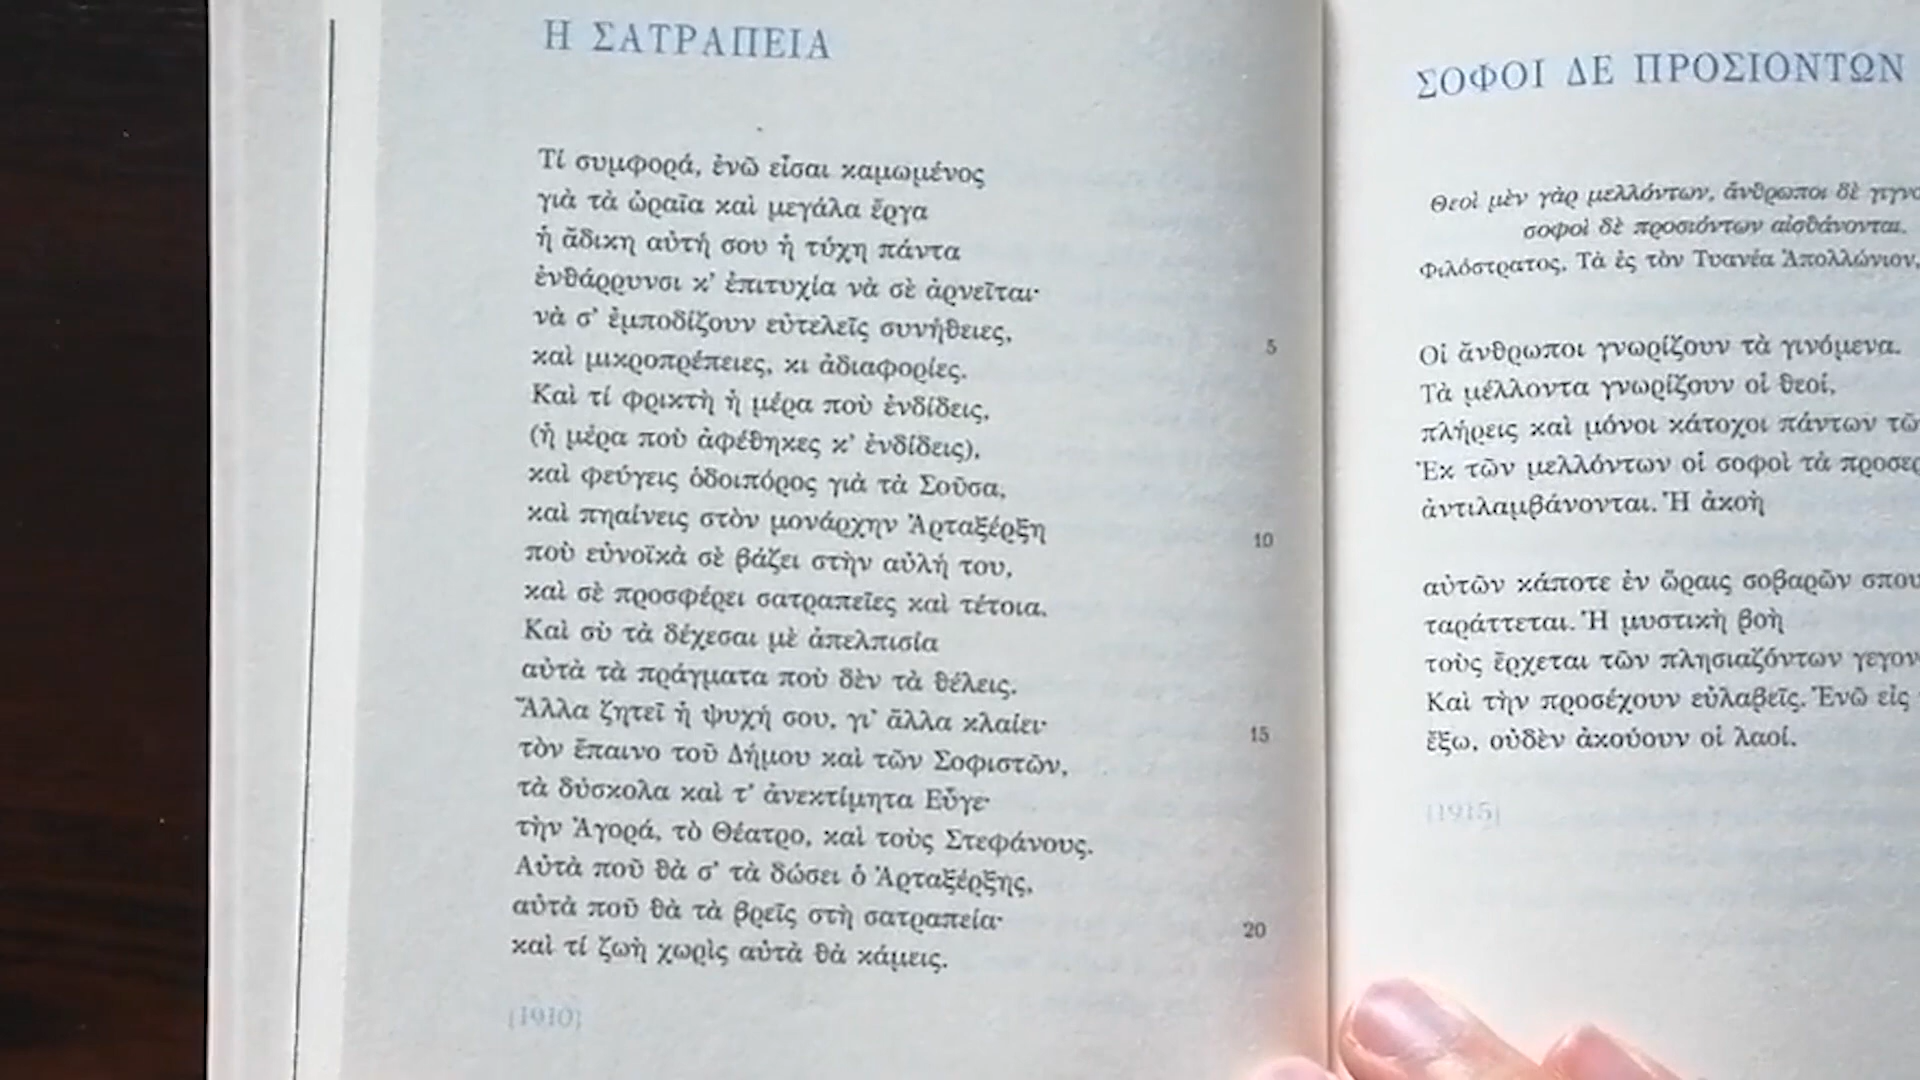 Η ΣΑΤΡΑΠΕΙΑ
Τί συμφορά, ἐνῶ εἶσαι καμωμένος
γιὰ τὰ ὡραῖα καὶ μεγάλα ἔργα
ἡ ἄδικη αὐτή σου ἡ τύχη πάντα
ἐνθάρρυνσι κ’ ἐπιτυχία νὰ σὲ ἀρνεῖται·
νὰ σ’ ἐμποδίζουν εὐτελεῖς συνήθειες,
5
καὶ μικροπρέπειες, κι ἀδιαφορίες.
Καὶ τί φρικτὴ ἡ μέρα ποὺ ἐνδίδεις,
(ἡ μέρα ποὺ ἀφέθηκες κ’ ἐνδίδεις),
καὶ φεύγεις ὁδοιπόρος γιὰ τὰ Σοῦσα,
καὶ πηαίνεις στὸν μονάρχην Ἀρταξέρξη
10
ποὺ εὐνοϊκὰ σὲ βάζει στὴν αὐλή του,
καὶ σὲ προσφέρει σατραπεῖες καὶ τέτοια.
Καὶ σὺ τὰ δέχεσαι μὲ ἀπελπισία
αὐτὰ τὰ πράγματα ποὺ δὲν τὰ θέλεις.
Ἄλλα ζητεῖ ἡ ψυχή σου, γι’ ἄλλα κλαίει·
15
τὸν ἔπαινο τοῦ Δήμου καὶ τῶν Σοφιστῶν,
τὰ δύσκολα καὶ τ’ ἀνεκτίμητα Εὖγε·
τὴν Ἀγορά, τὸ Θέατρο, καὶ τοὺς Στεφάνους.
Αὐτὰ ποῦ θὰ σ’ τὰ δώσει ὁ Ἀρταξέρξης,
αὐτὰ ποῦ θὰ τὰ βρεῖς στὴ σατραπεία·
20
καὶ τί ζωὴ χωρὶς αὐτὰ θὰ κάμεις.
[1910]
ΣΟΦΟΙ ΔΕ ΠΡΟΣΙΟΝΤΩΝ
Θεοὶ μὲν γὰρ μελλόντων, ἄνθρωποι δὲ
σοφοὶ δὲ προσιόντων αἰσθάνονται.
Φιλόστρατος, Τὰ ἐς τὸν Τυανέα Ἀπολλώνιον,
Οἱ ἄνθρωποι γνωρίζουν τὰ γινόμενα.
Τὰ μέλλοντα γνωρίζουν οἱ θεοί,
πλήρεις καὶ μόνοι κάτοχοι πάντων
Ἐκ τῶν μελλόντων οἱ σοφοὶ τὰ
ἀντιλαμβάνονται. Ἡ ἀκοὴ
αὐτῶν κάποτε ἐν ὥραις σοβαρῶν
ταράττεται. Ἡ μυστικὴ βοὴ
τοὺς ἔρχεται τῶν πλησιαζόντων
Καὶ τὴν προσέχουν εὐλαβεῖς. Ἐνῶ εἰς
ἔξω, οὐδὲν ἀκούουν οἱ λαοί.
[1915]